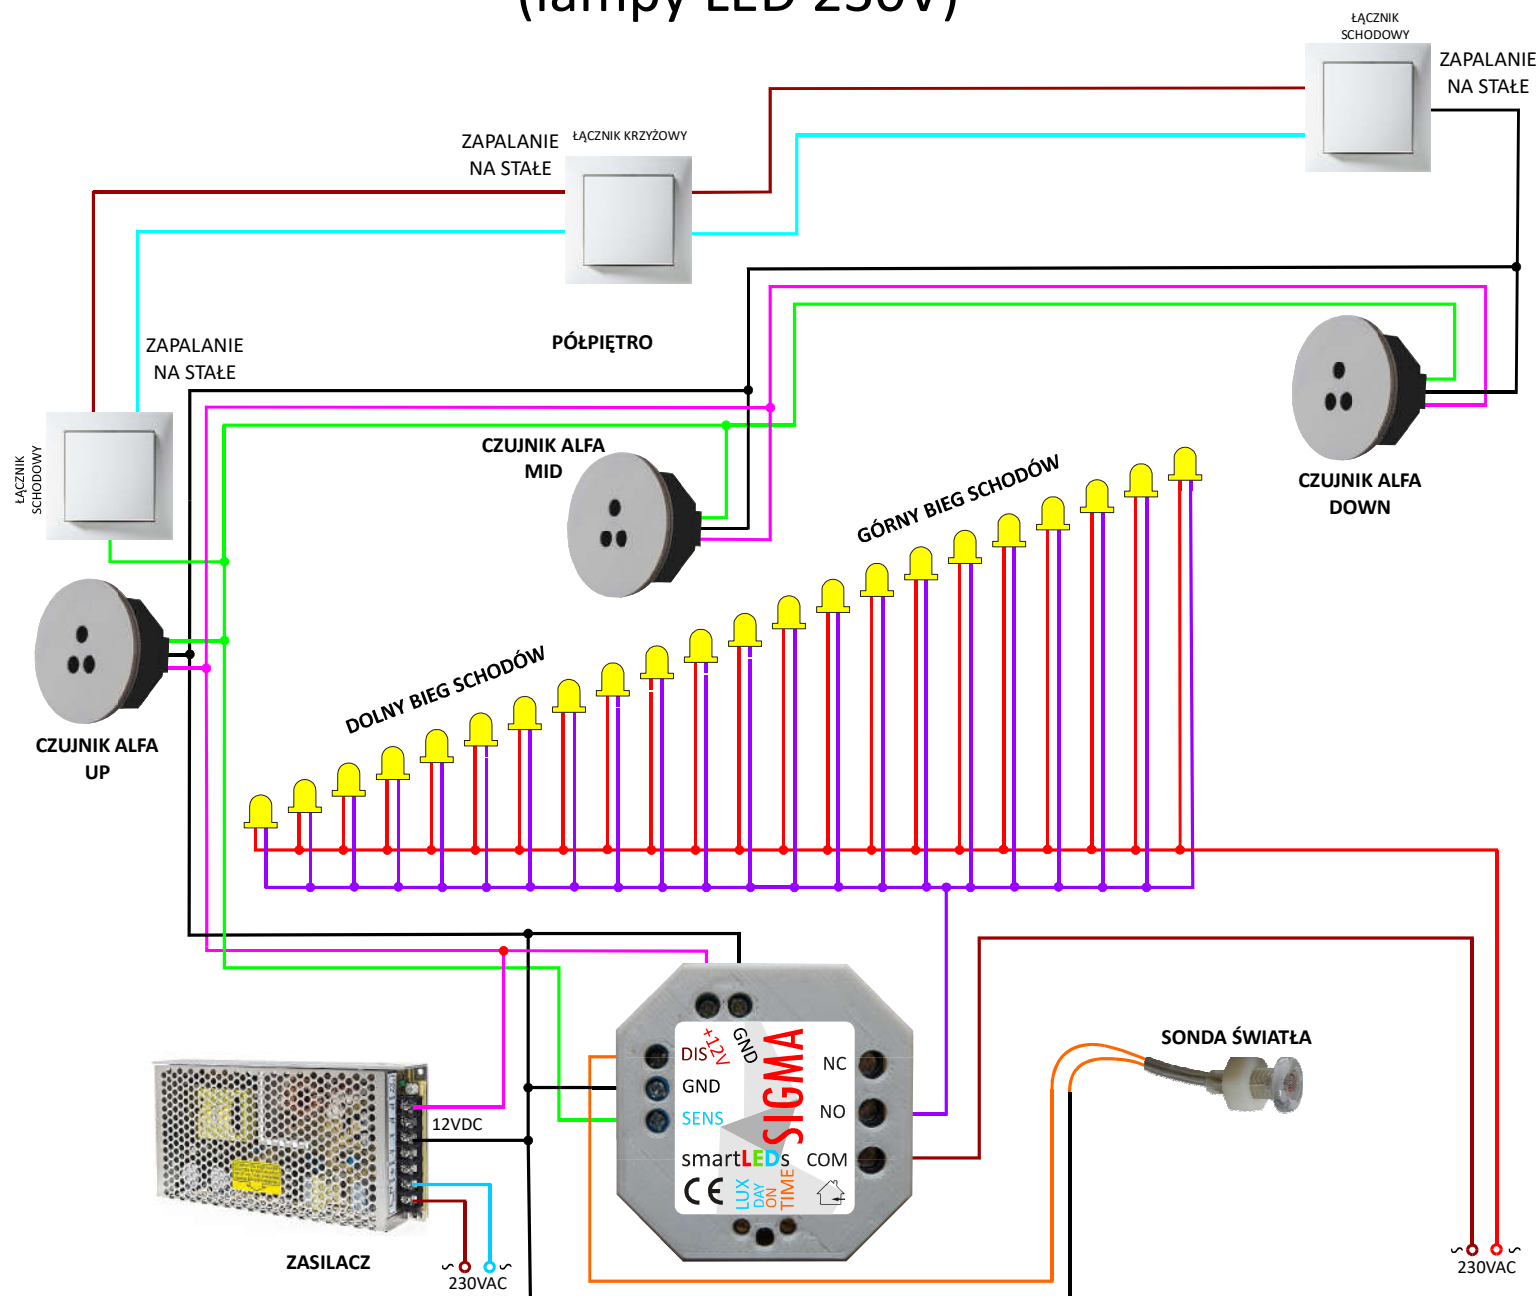 (lampy LED 230V)
ŁĄCZNIK
SCHODOWY
ZAPALANIE
NA STAŁE
ZAPALANIE
NA STAŁE
ŁĄCZNIK KRZYŻOWY
ZAPALANIE
NA STAŁE
PÓŁPIĘTRO
ŁĄCZNIK
SCHODOWY
CZUJNIK ALFA
MID
GÓRNY BIEG SCHODÓW
CZUJNIK ALFA
DOWN
DOLNY BIEG SCHODÓW
CZUJNIK ALFA
UP
+12V
GND
DIS
GND
SENS
SIGMA
NC
NO
COM
smartLEDs
CE
LUX
DAY
ON
TIME
SONDA ŚWIATŁA
12VDC
ZASILACZ
~ ~
230VAC
~ ~
230VAC